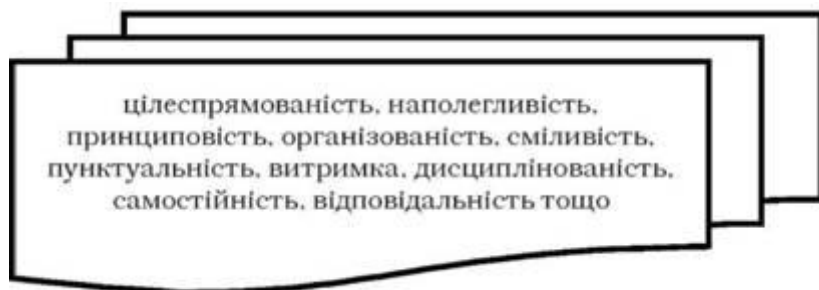 цілеспрямованість, наполегливість,
принциповість, організованість, сміливість,
пунктуальність, витримка, дисциплінованість,
самостійність, відповідальність тощо